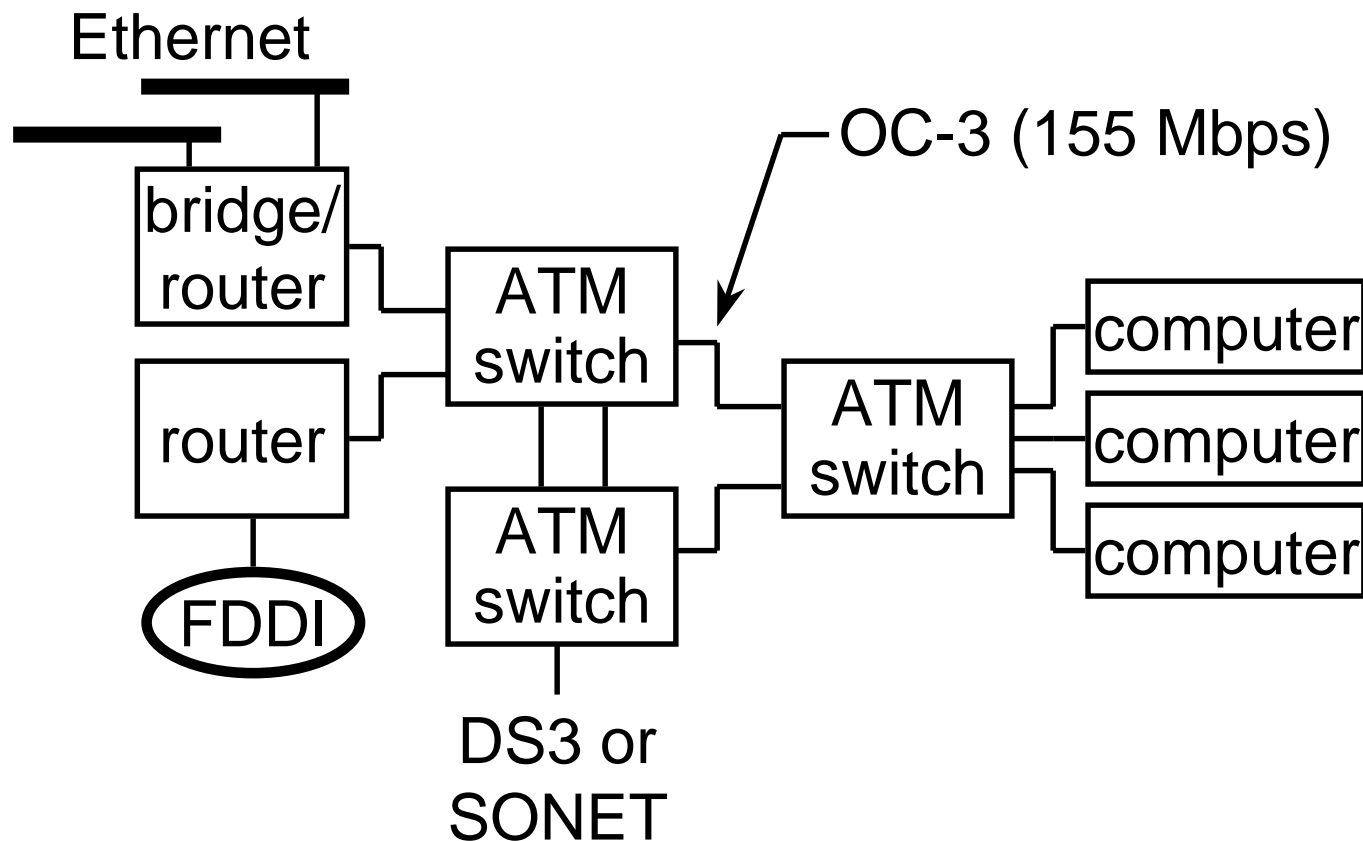 Ethernet
OC-3 (155 Mbps)
bridge/
router
ATM
switch
computer
router
ATM
switch
computer
ATM
switch
computer
FDDI
DS3 or
SONET